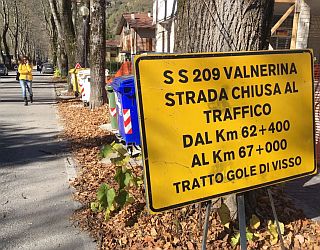 S S 209 VALNERINA
STRADA CHIUSA AL
TRAFFICO
DAL Km 62+400
AL Km 67+000
TRATTO GOLE DI VISSO